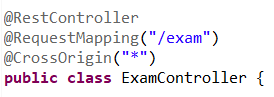 @RestController
@RequestMapping("/exam")
@CrossOrigin("*")
public class ExamController {